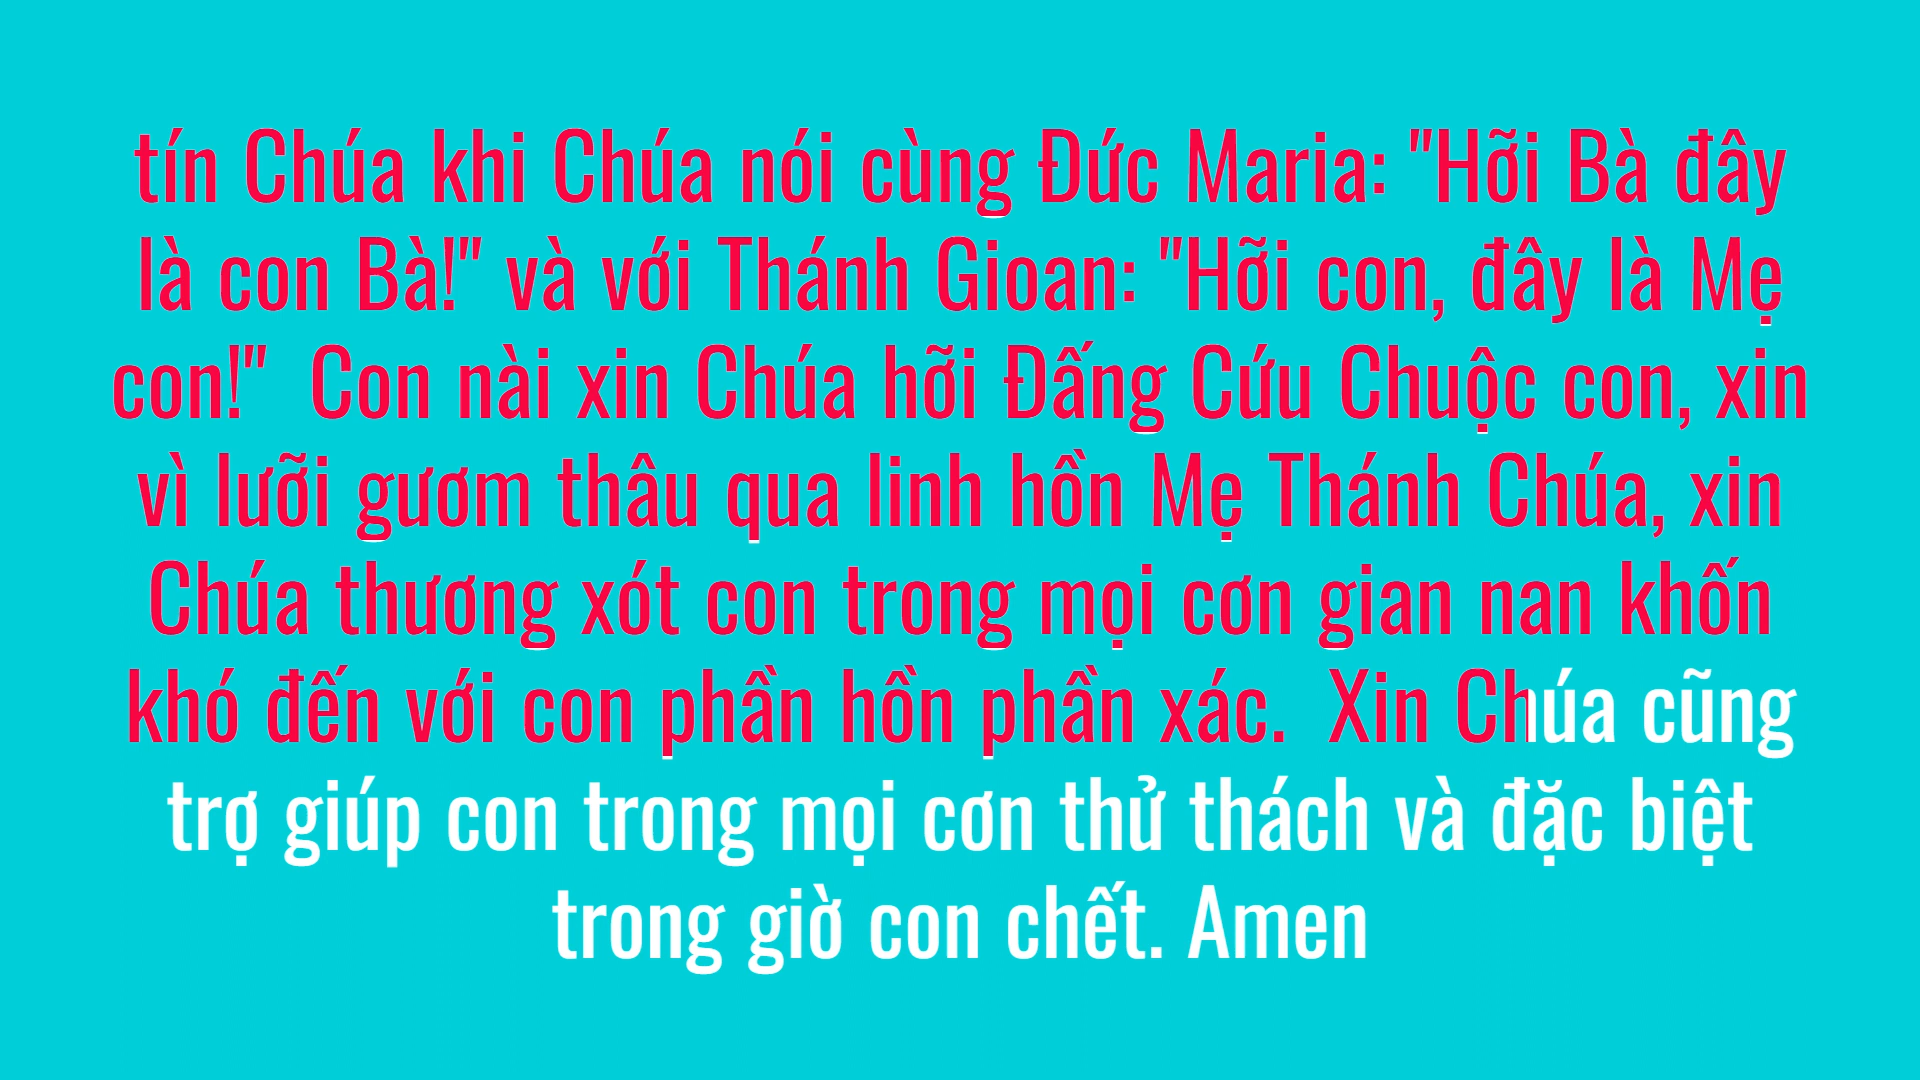 tín Chúa khi Chúa nói cùng Đức Maria: "Hỡi Bà đây
là con Bà!" và với Thánh Gioan: "Hỡi con, đây là Mẹ
con!"  Con nài xin Chúa hỡi Đấng Cứu Chuộc con, xin
vì lưỡi gươm thâu qua linh hồn Mẹ Thánh Chúa, xin
Chúa thương xót con trong mọi cơn gian nan khốn
khó đến với con phần hồn phần xác.  Xin Chúa cũng
trợ giúp con trong mọi cơn thử thách và đặc biệt
trong giờ con chết. Amen